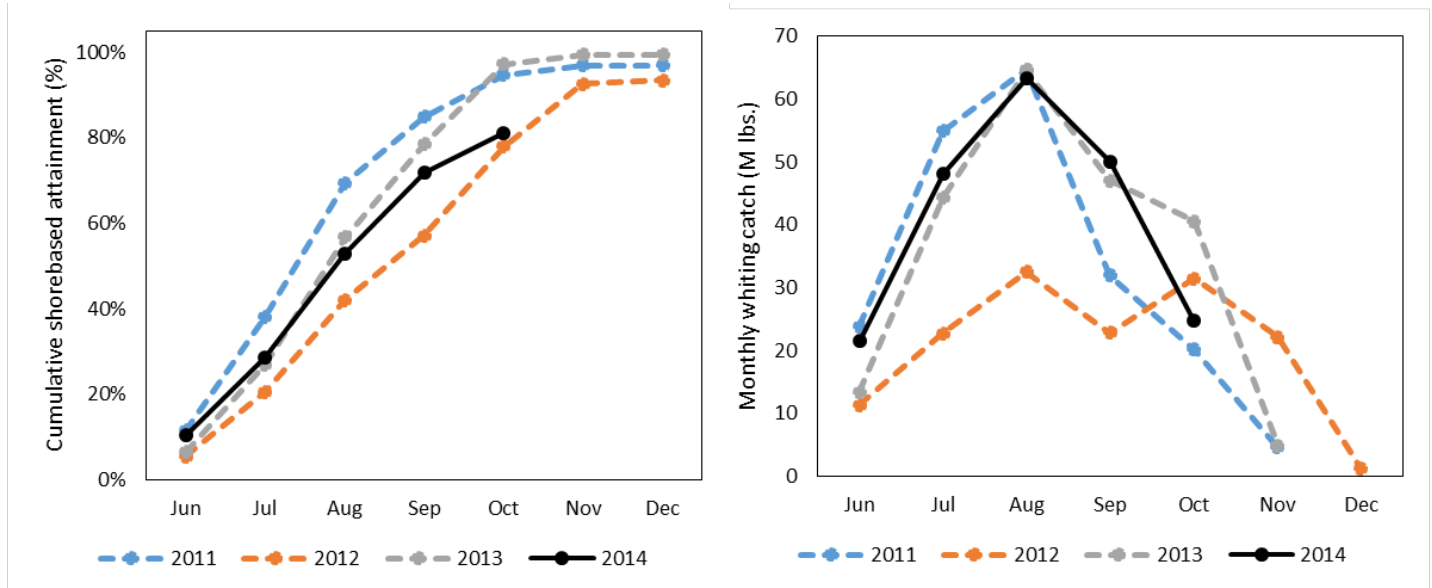 Cumulative shorebased attainment (%)
100%
80%
60%
40%
20%
0%
Jun Jul Aug Sep Oct Nov Dec
2011 2012 2013 2014
Monthly whiting catch (M lbs.)
70
60
50
40
30
20
10
0
Jun Jul Aug Sep Oct Nov Dec
2011 2012 2013 2014